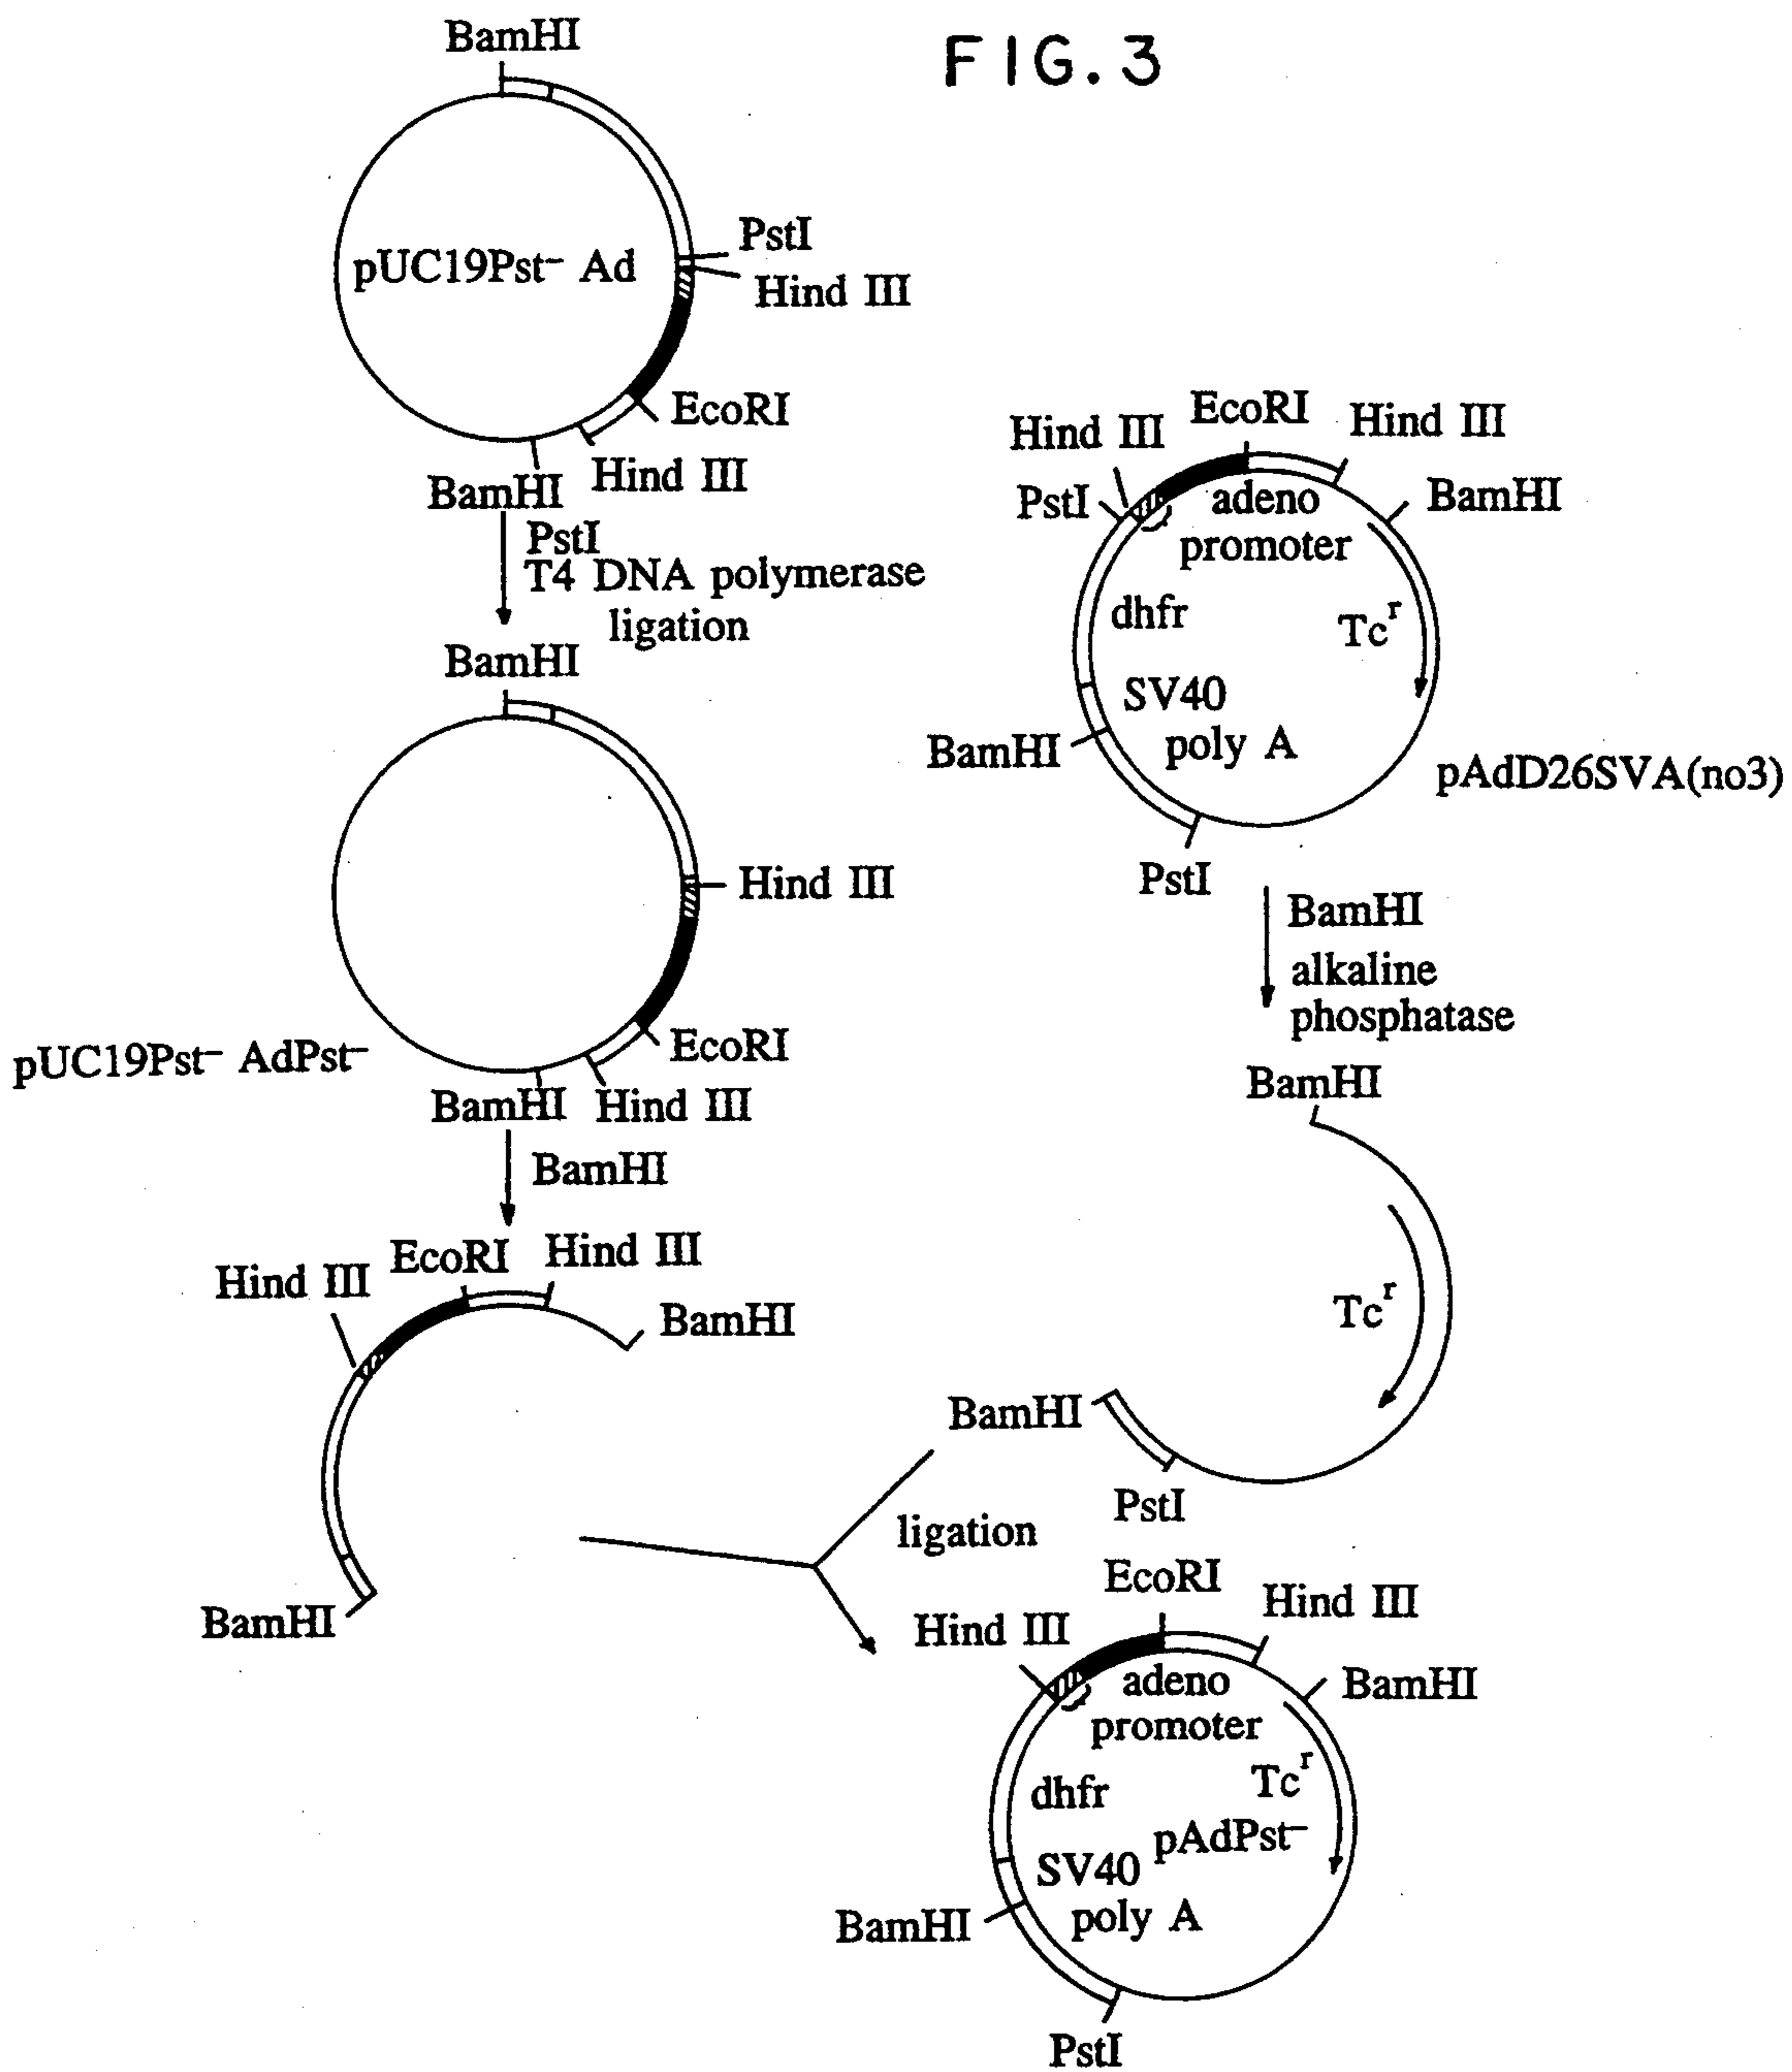 FIG. 3
BamHI
pUC19Pst⁻ Ad
PstI
Hind III
EcoRI
Hind III
BamHI
PstI
T4 DNA polymerase
ligation
BamHI
Hind III
EcoRI
Hind III
BamHI
pUC19Pst⁻ AdPst⁻
BamHI
Hind III
EcoRI
Hind III
BamHI
BamHI
Hind III
EcoRI
Hind III
PstI
BamHI
adeno
promoter
dhfr
Tcʳ
SV40
poly A
BamHI
pAdD26SVA(no3)
PstI
BamHI
alkaline
phosphatase
BamHI
Tcʳ
BamHI
PstI
ligation
EcoRI
Hind III
Hind III
BamHI
adeno
promoter
dhfr
Tcʳ
pAdPst⁻
SV40
poly A
BamHI
PstI